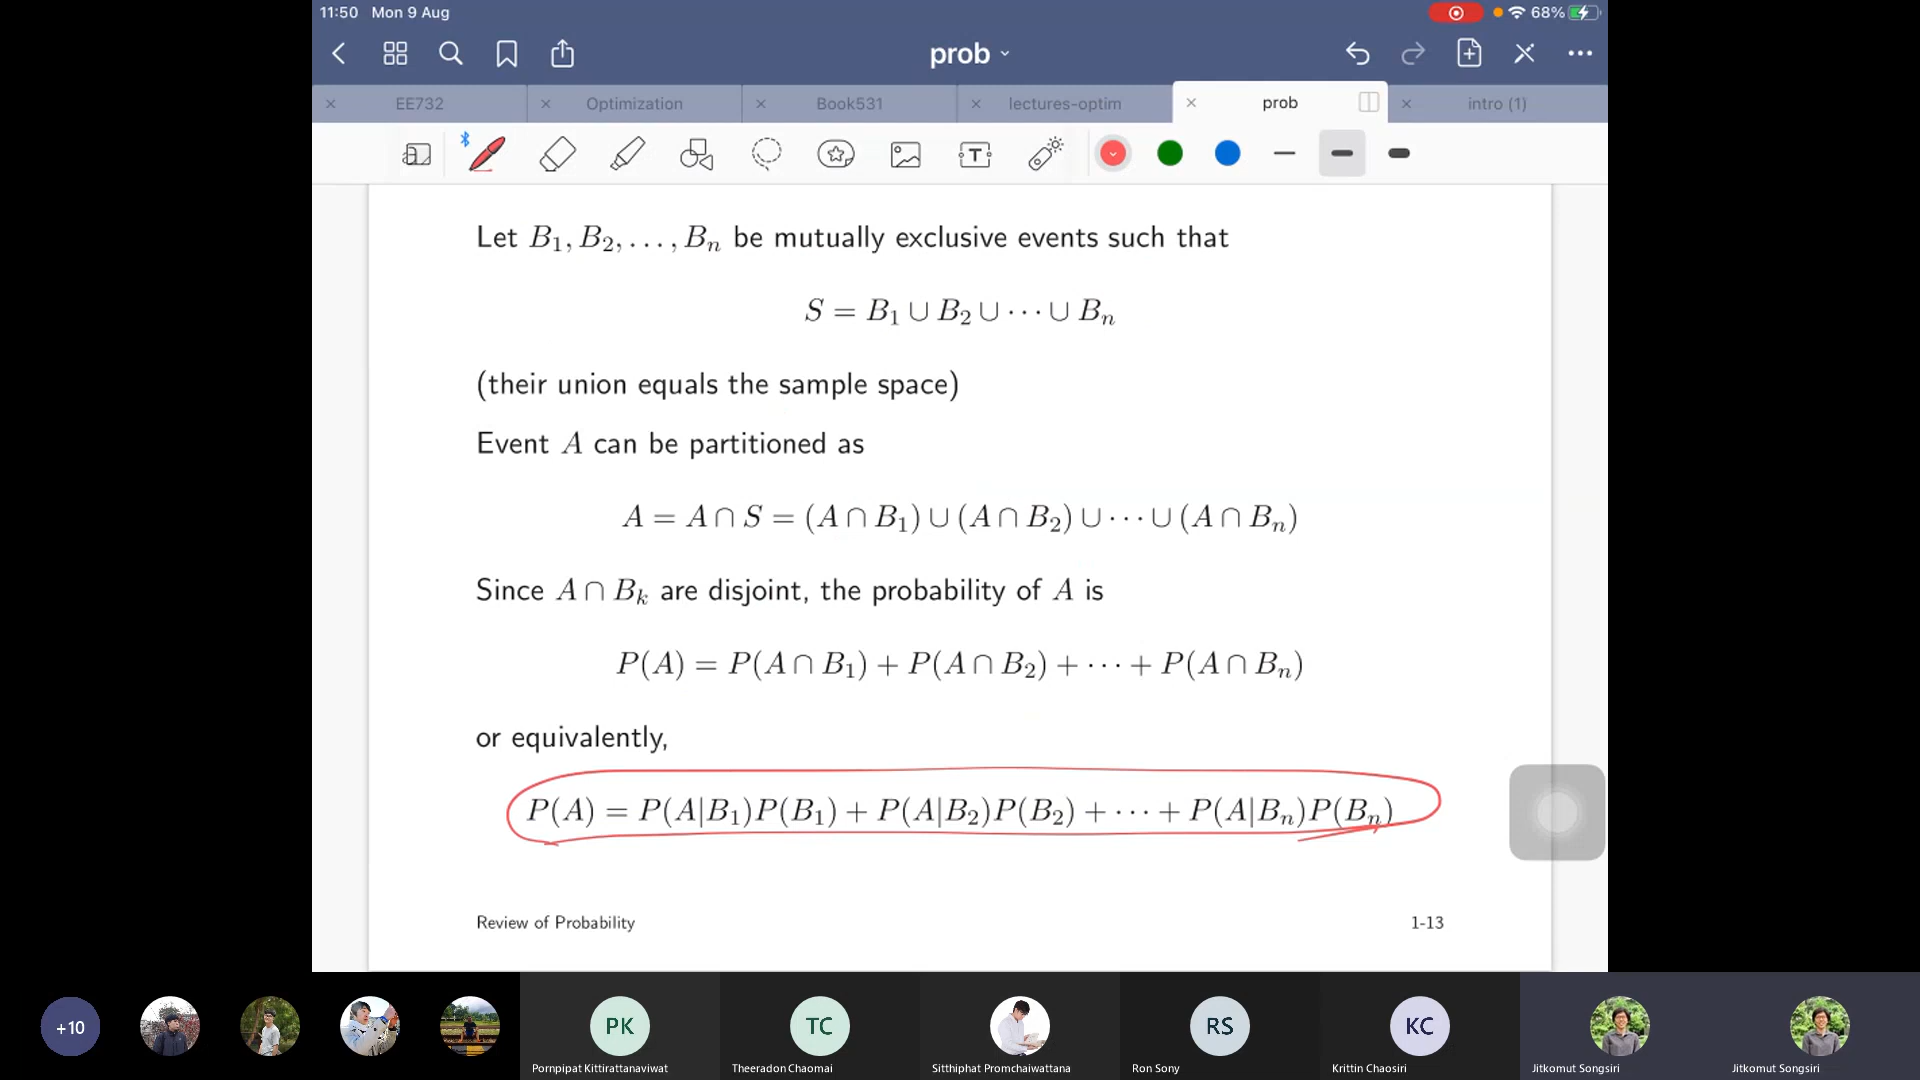 11:50 Mon 9 Aug
68%
prob
EE732
Optimization
Book531
lectures-optim
prob
intro (1)
Let B₁, B₂, . . . , Bₙ be mutually exclusive events such that
S = B₁ ∪ B₂ ∪ · · · ∪ Bₙ
(their union equals the sample space)
Event A can be partitioned as
A = A ∩ S = (A ∩ B₁) ∪ (A ∩ B₂) ∪ · · · ∪ (A ∩ Bₙ)
Since A ∩ Bₖ are disjoint, the probability of A is
P(A) = P(A ∩ B₁) + P(A ∩ B₂) + · · · + P(A ∩ Bₙ)
or equivalently,
P(A) = P(A|B₁)P(B₁) + P(A|B₂)P(B₂) + · · · + P(A|Bₙ)P(Bₙ)
Review of Probability
1-13
+10
PK
TC
RS
KC
Pornpipat Kittirattanaviwat
Theeradon Chaomai
Sitthiphat Promchaiwattana
Ron Sony
Krittin Chaosiri
Jitkomut Songsiri
Jitkomut Songsiri